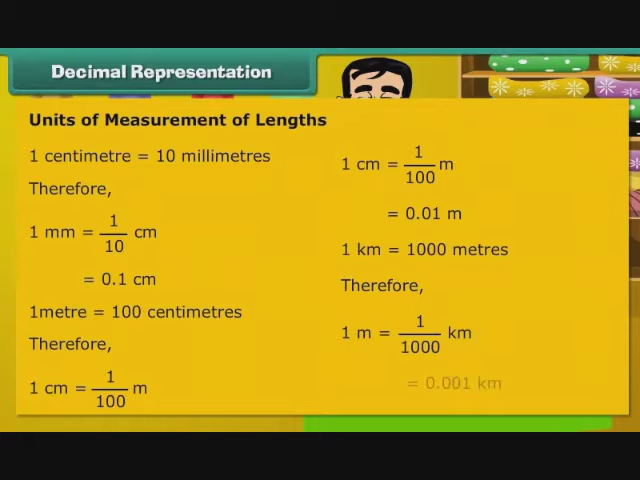 Decimal Representation
Units of Measurement of Lengths
1 centimetre = 10 millimetres
Therefore,
1 mm = 1/10 cm
= 0.1 cm
1metre = 100 centimetres
Therefore,
1 cm = 1/100 m
1 cm = 1/100 m
= 0.01 m
1 km = 1000 metres
Therefore,
1 m = 1/1000 km
= 0.001 km